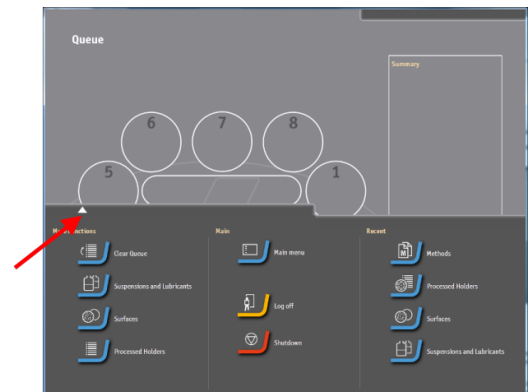 Queue
Summary
6
7
8
5
1
Main
Recent
Clear Queue
Main menu
Methods
Suspensions and Lubricants
Processed Holders
Surfaces
Log off
Surfaces
Processed Holders
Shutdown
Suspensions and Lubricants